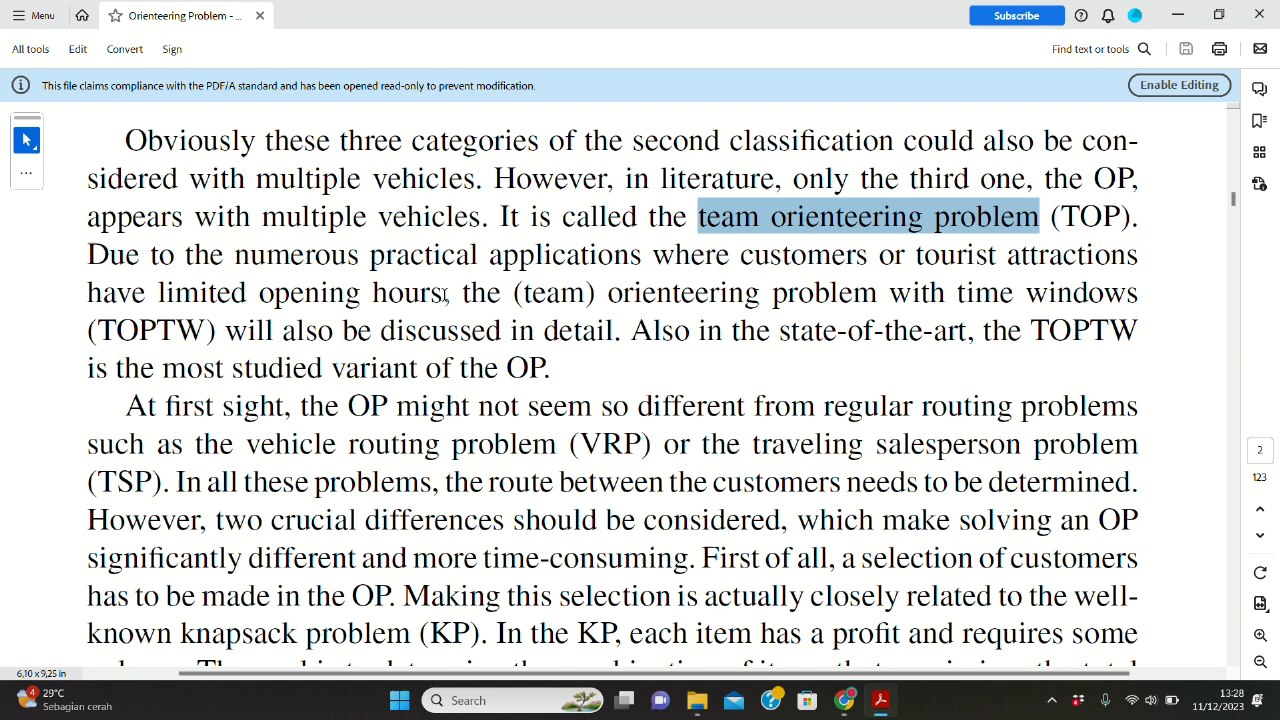 Menu
Orienteering Problem - ...
Subscribe
All tools
Edit
Convert
Sign
Find text or tools
This file claims compliance with the PDF/A standard and has been opened read-only to prevent modification.
Enable Editing
Obviously these three categories of the second classification could also be con-
sidered with multiple vehicles. However, in literature, only the third one, the OP,
appears with multiple vehicles. It is called the team orienteering problem (TOP).
Due to the numerous practical applications where customers or tourist attractions
have limited opening hours, the (team) orienteering problem with time windows
(TOPTW) will also be discussed in detail. Also in the state-of-the-art, the TOPTW
is the most studied variant of the OP.
At first sight, the OP might not seem so different from regular routing problems
such as the vehicle routing problem (VRP) or the traveling salesperson problem
(TSP). In all these problems, the route between the customers needs to be determined.
However, two crucial differences should be considered, which make solving an OP
significantly different and more time-consuming. First of all, a selection of customers
has to be made in the OP. Making this selection is actually closely related to the well-
known knapsack problem (KP). In the KP, each item has a profit and requires some
2
123
6,10 x 9,25 in
4
29°C
Sebagian cerah
Search
13:28
11/12/2023